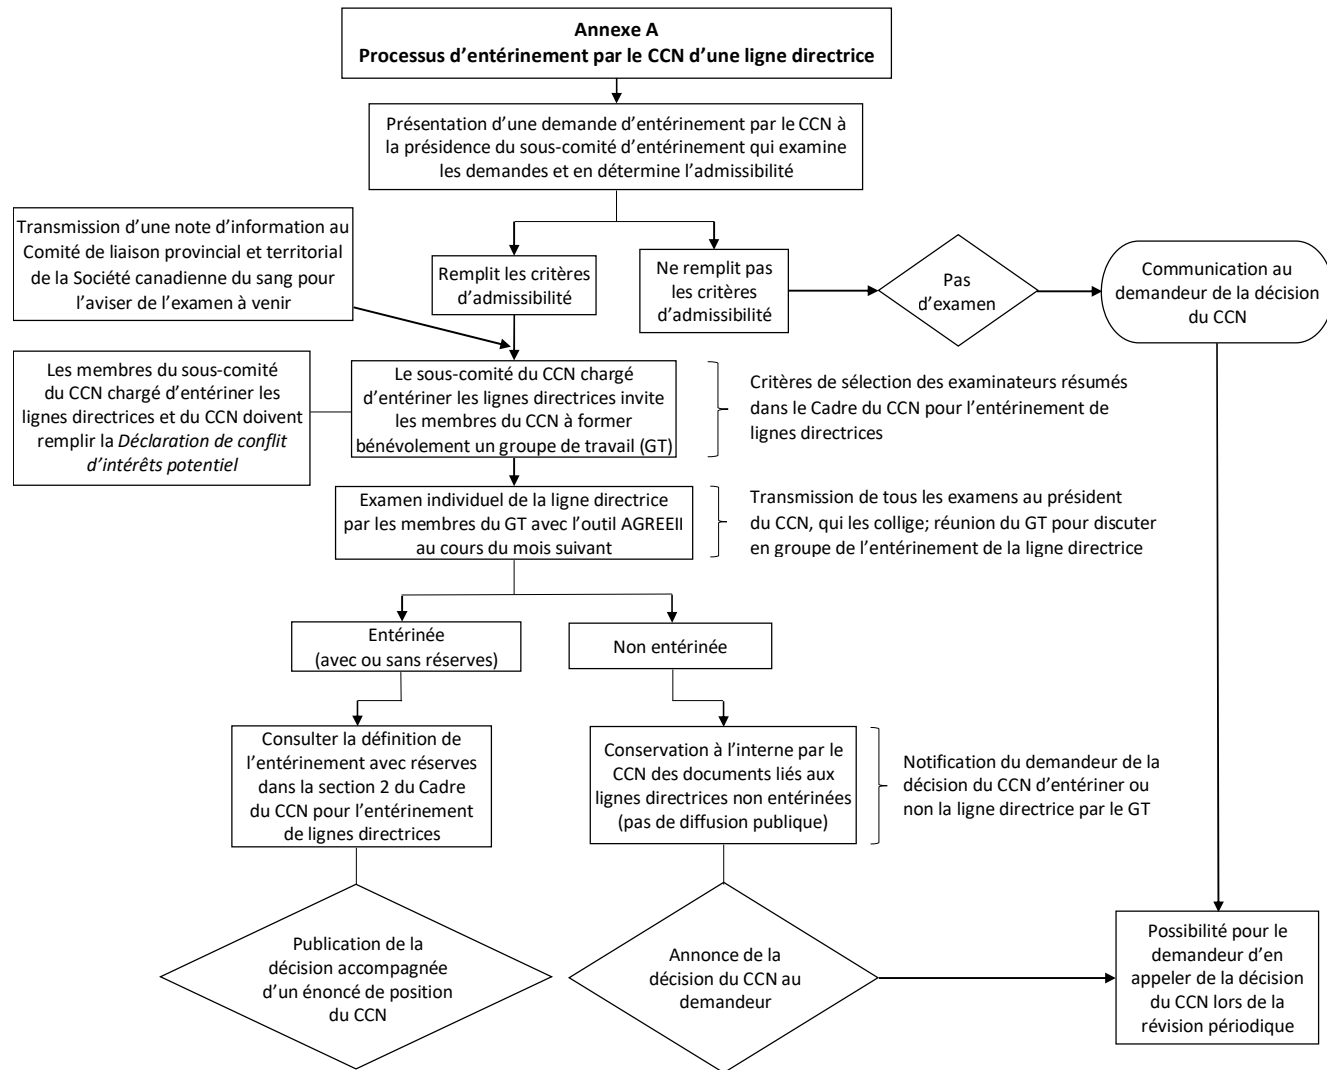 Annexe A
Processus d’entérinement par le CCN d’une ligne directrice
Présentation d’une demande d’entérinement par le CCN à
la présidence du sous-comité d’entérinement qui examine
les demandes et en détermine l’admissibilité
Transmission d’une note d’information au
Comité de liaison provincial et territorial
de la Société canadienne du sang pour
l’aviser de l’examen à venir
Remplit les critères
d’admissibilité
Ne remplit pas
les critères
d’admissibilité
Pas
d’examen
Communication au
demandeur de la décision
du CCN
Les membres du sous-comité
du CCN chargé d’entériner les
lignes directrices et du CCN doivent
remplir la Déclaration de conflit
d’intérêts potentiel
Le sous-comité du CCN chargé
d’entériner les lignes directrices invite
les membres du CCN à former
bénévolement un groupe de travail (GT)
Critères de sélection des examinateurs résumés
dans le Cadre du CCN pour l’entérinement de
lignes directrices
Examen individuel de la ligne directrice
par les membres du GT avec l’outil AGREEII
au cours du mois suivant
Transmission de tous les examens au président
du CCN, qui les collige; réunion du GT pour discuter
en groupe de l’entérinement de la ligne directrice
Entérinée
(avec ou sans réserves)
Non entérinée
Consulter la définition de
l’entérinement avec réserves
dans la section 2 du Cadre
du CCN pour l’entérinement
de lignes directrices
Conservation à l’interne par le
CCN des documents liés aux
lignes directrices non entérinées
(pas de diffusion publique)
Notification du demandeur de la
décision du CCN d’entériner ou
non la ligne directrice par le GT
Publication de la
décision accompagnée
d’un énoncé de position
du CCN
Annonce de la
décision du CCN au
demandeur
Possibilité pour le
demandeur d’en
appeler de la décision
du CCN lors de la
révision périodique